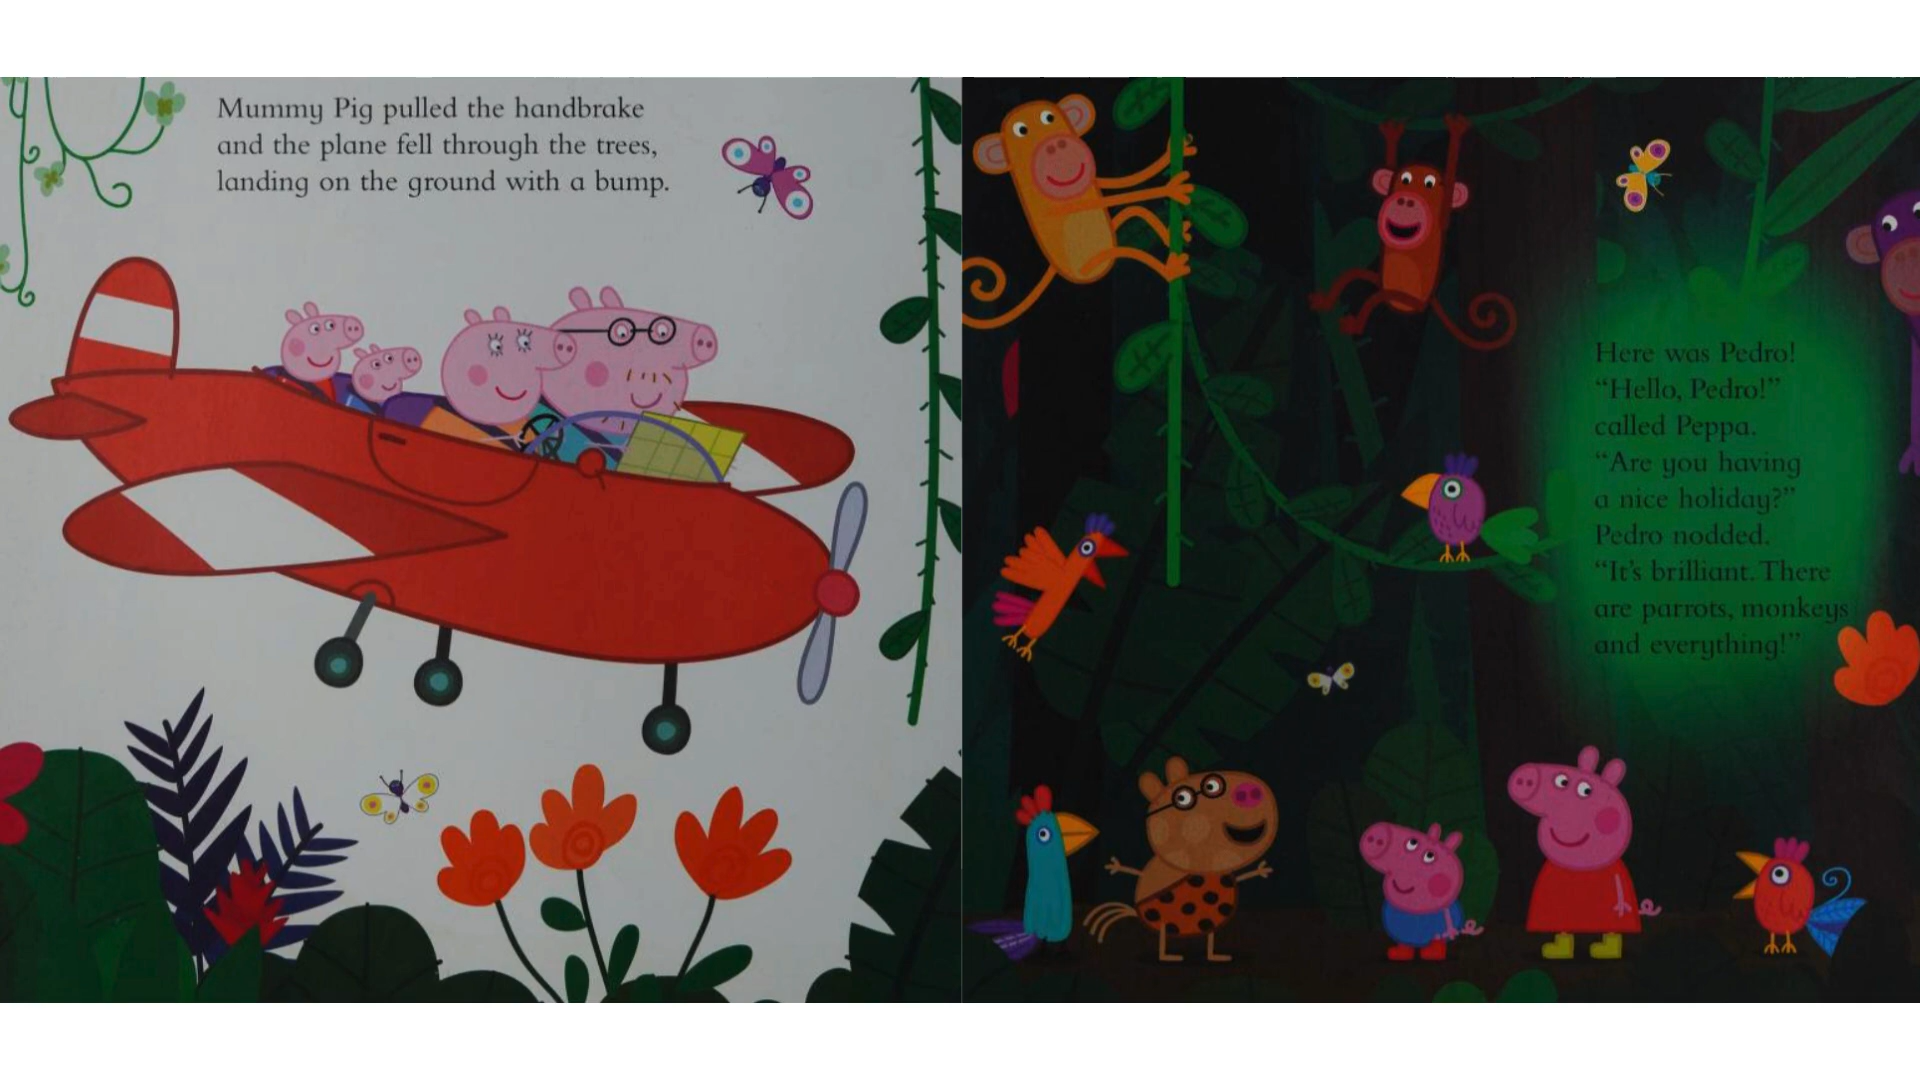 Mummy Pig pulled the handbrake
and the plane fell through the trees,
landing on the ground with a bump.
Here was Pedro!
“Hello, Pedro!”
called Peppa.
“Are you having
a nice holiday?”
Pedro nodded.
“It’s brilliant. There
are parrots, monkeys
and everything!”